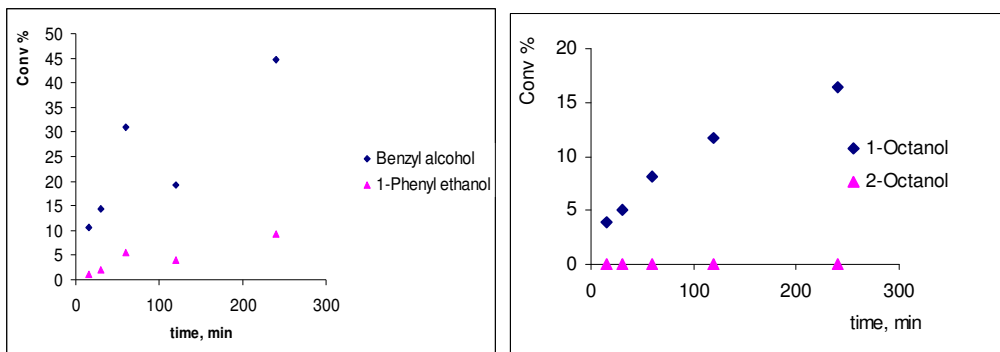 Conv %
50
45
40
35
30
25
20
15
10
5
0
0 100 200 300
time, min
Benzyl alcohol
1-Phenyl ethanol
Conv %
20
15
10
5
0
0 100 200 300
time, min
1-Octanol
2-Octanol